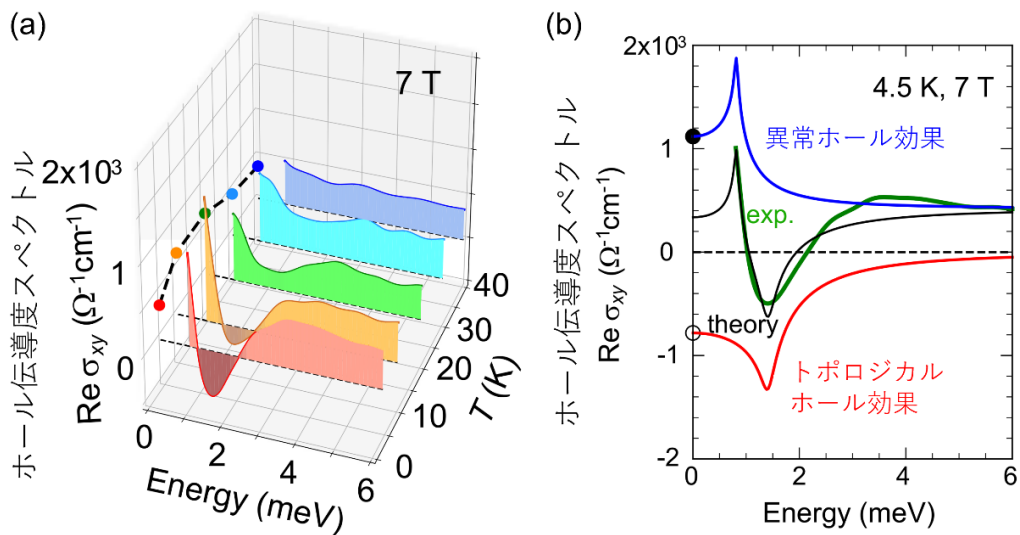 (a)
7 T
ホール伝導度スペクトル
Re σxy (Ω-1cm-1)
2x10³
1
0
0
2
4
6
Energy (meV)
0
10
20
30
40
T (K)
(b)
4.5 K, 7 T
ホール伝導度スペクトル
Re σxy (Ω-1cm-1)
2x10³
1
0
-1
-2
異常ホール効果
exp.
theory
トポロジカル
ホール効果
0
2
4
6
Energy (meV)